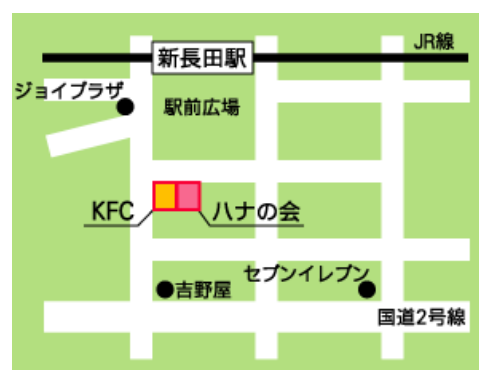 JR線
新長田駅
ジョイプラザ
駅前広場
KFC
ハナの会
セブンイレブン
吉野屋
国道2号線